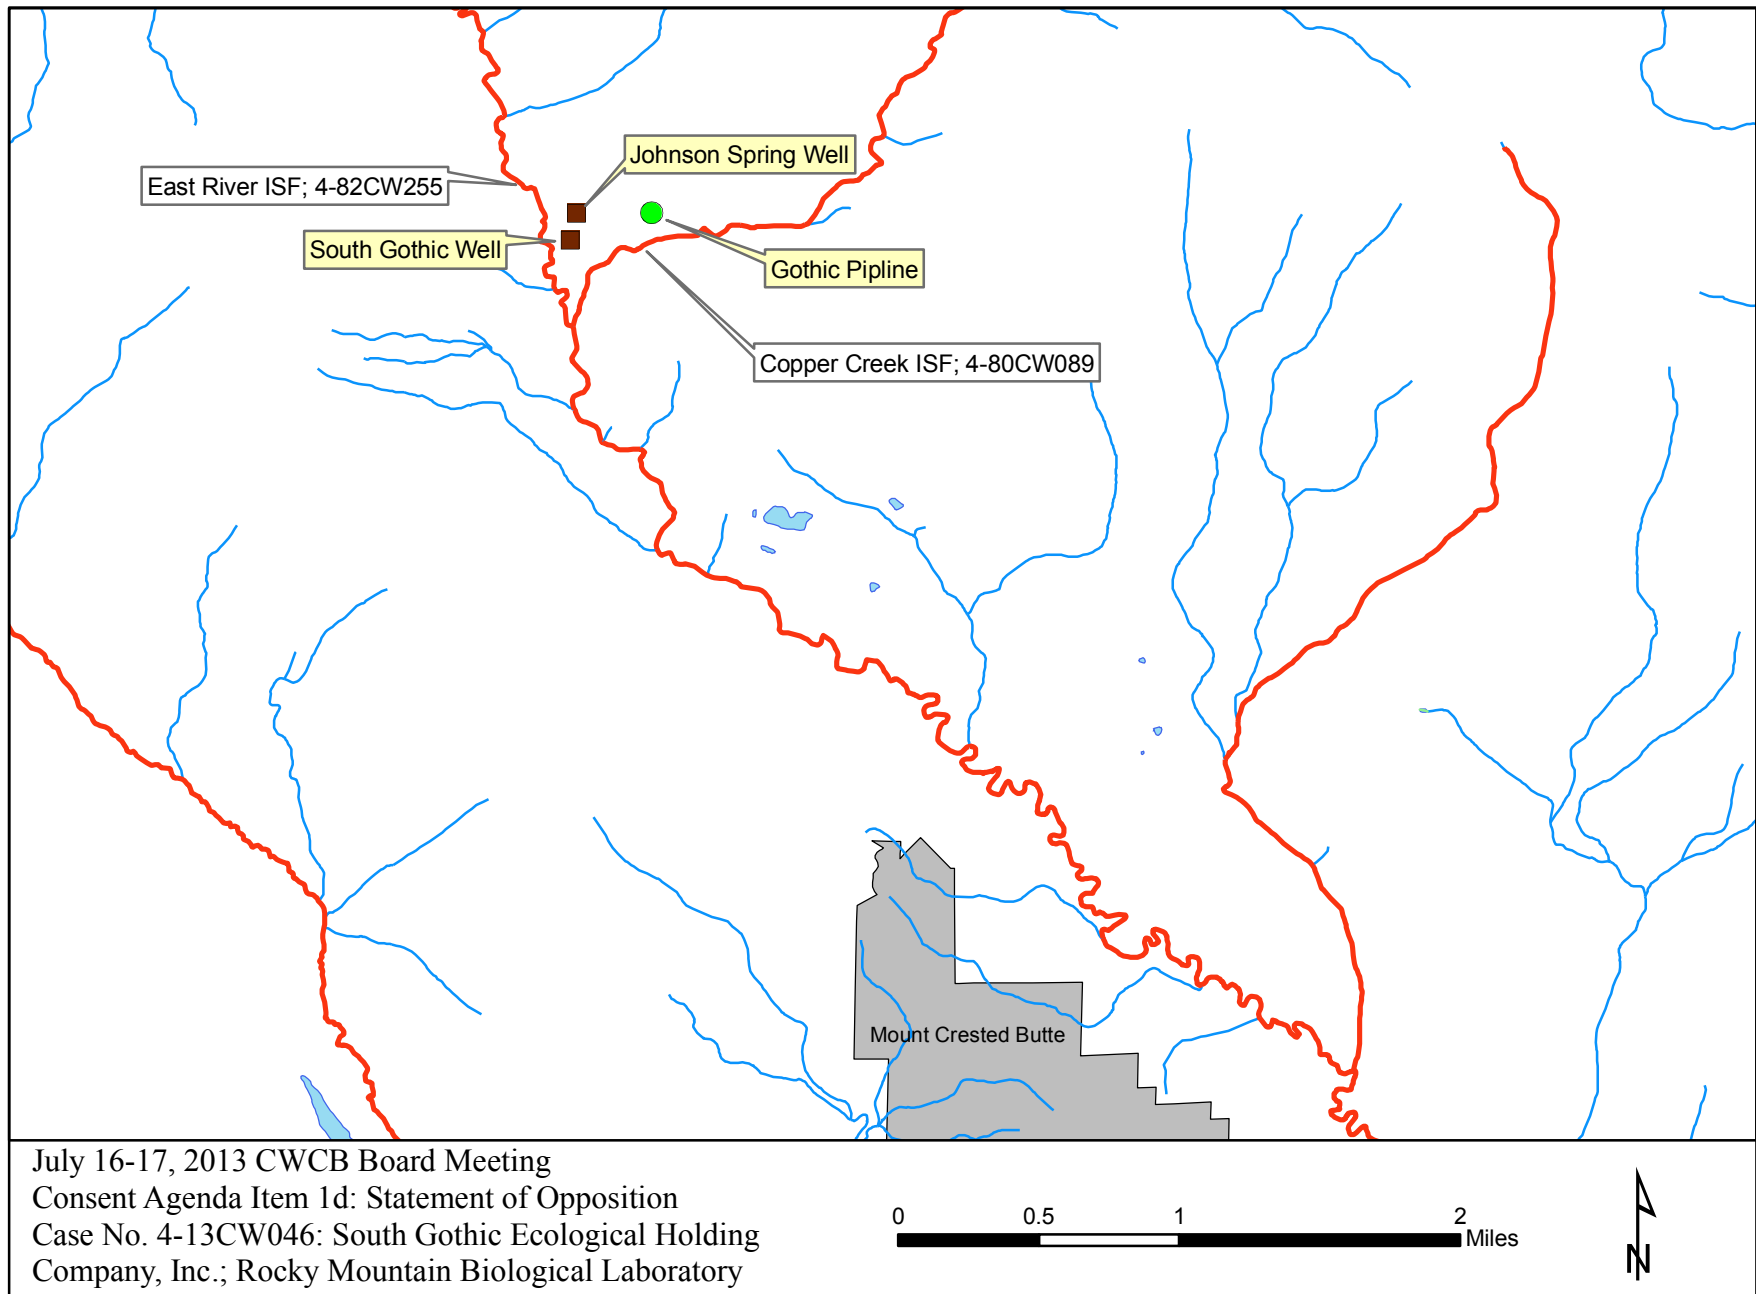 Johnson Spring Well
East River ISF; 4-82CW255
South Gothic Well
Gothic Pipline
Copper Creek ISF; 4-80CW089
Mount Crested Butte
July 16-17, 2013 CWCB Board Meeting
Consent Agenda Item 1d: Statement of Opposition
Case No. 4-13CW046: South Gothic Ecological Holding
Company, Inc.; Rocky Mountain Biological Laboratory
0 0.5 1 2
Miles
N